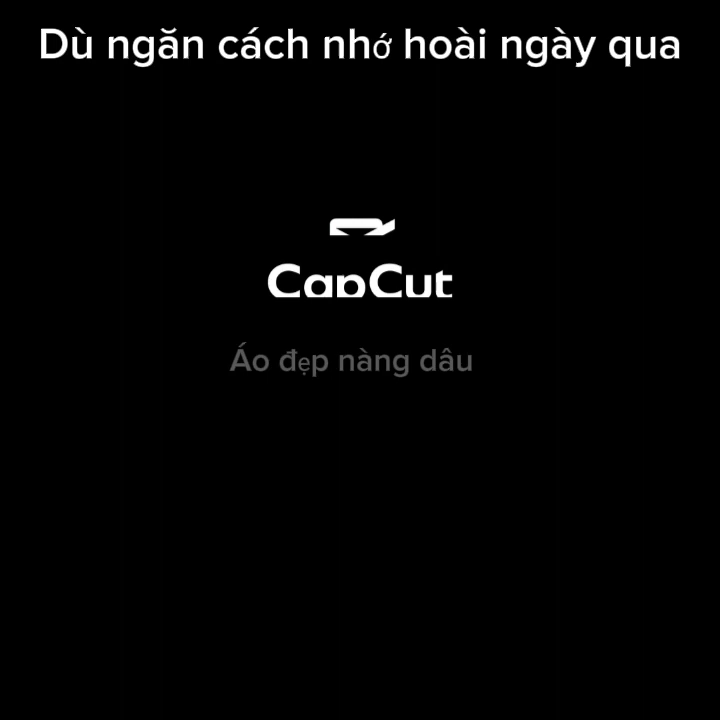 Dù ngăn cách nhớ hoài ngày qua
CapCut
Áo đẹp nàng dâu